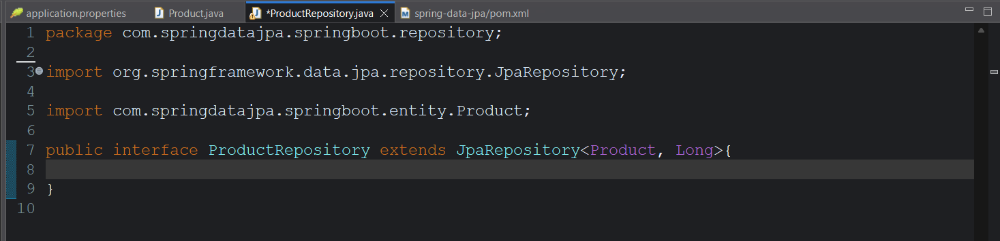 application.properties
Product.java
*ProductRepository.java
spring-data-jpa/pom.xml
1 package com.springdatajpa.springboot.repository;
2
3 import org.springframework.data.jpa.repository.JpaRepository;
4
5 import com.springdatajpa.springboot.entity.Product;
6
7 public interface ProductRepository extends JpaRepository<Product, Long>{
8
9 }
10